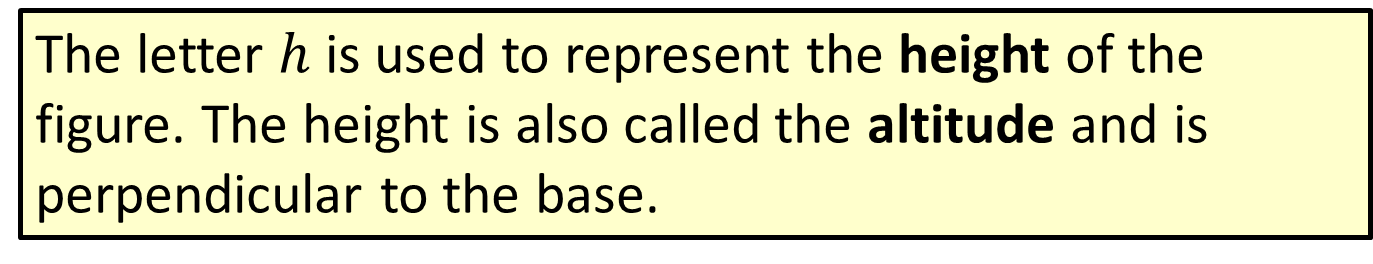 The letter h is used to represent the height of the
figure. The height is also called the altitude and is
perpendicular to the base.